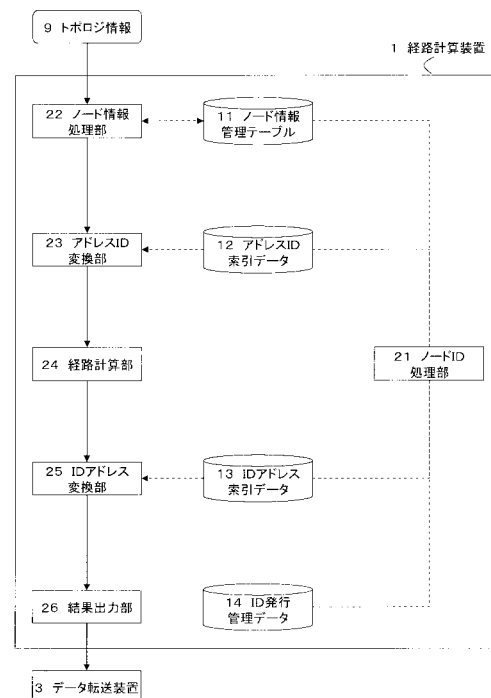 9 トポロジ情報
1 経路計算装置
22 ノード情報
処理部
11 ノード情報
管理テーブル
23 アドレスID
変換部
12 アドレスID
索引データ
24 経路計算部
21 ノードID
処理部
25 IDアドレス
変換部
13 IDアドレス
索引データ
26 結果出力部
14 ID発行
管理データ
3 データ転送装置